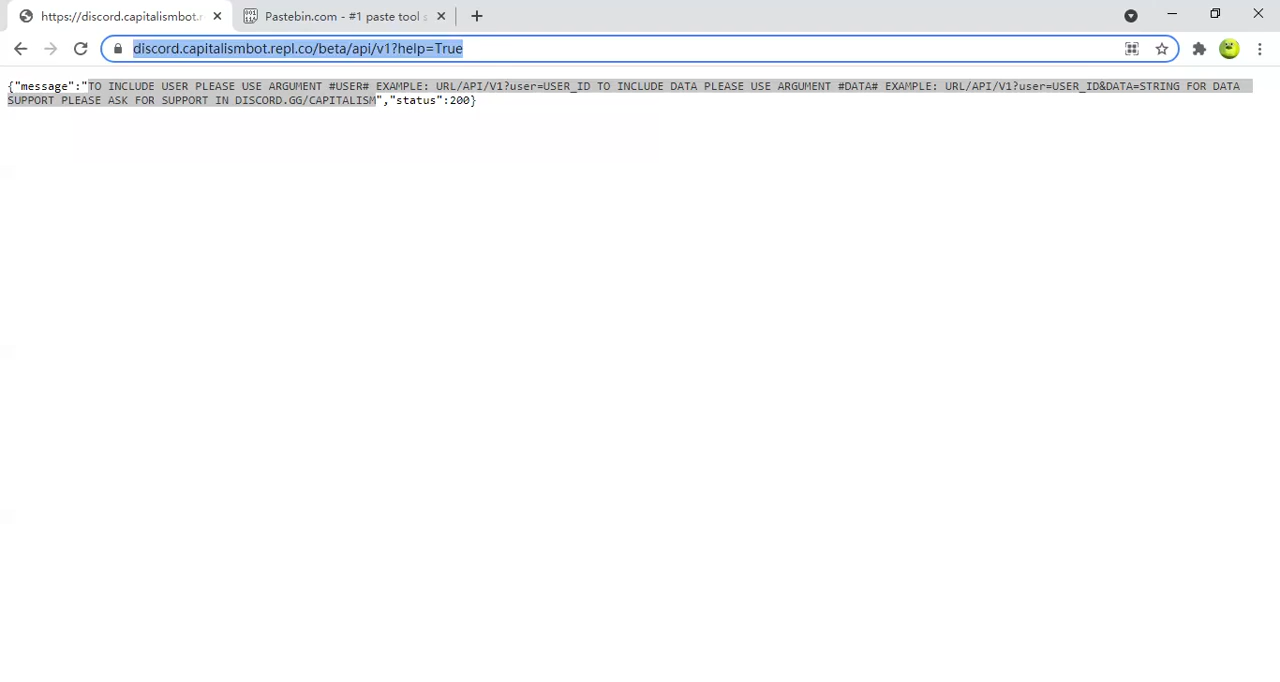 https://discord.capitalismbot.r
Pastebin.com - #1 paste tool s
discord.capitalismbot.repl.co/beta/api/v1?help=True
{"message":"TO INCLUDE USER PLEASE USE ARGUMENT #USER# EXAMPLE: URL/API/V1?user=USER_ID TO INCLUDE DATA PLEASE USE ARGUMENT #DATA# EXAMPLE: URL/API/V1?user=USER_ID&DATA=STRING FOR DATA
SUPPORT PLEASE ASK FOR SUPPORT IN DISCORD.GG/CAPITALISM","status":200}